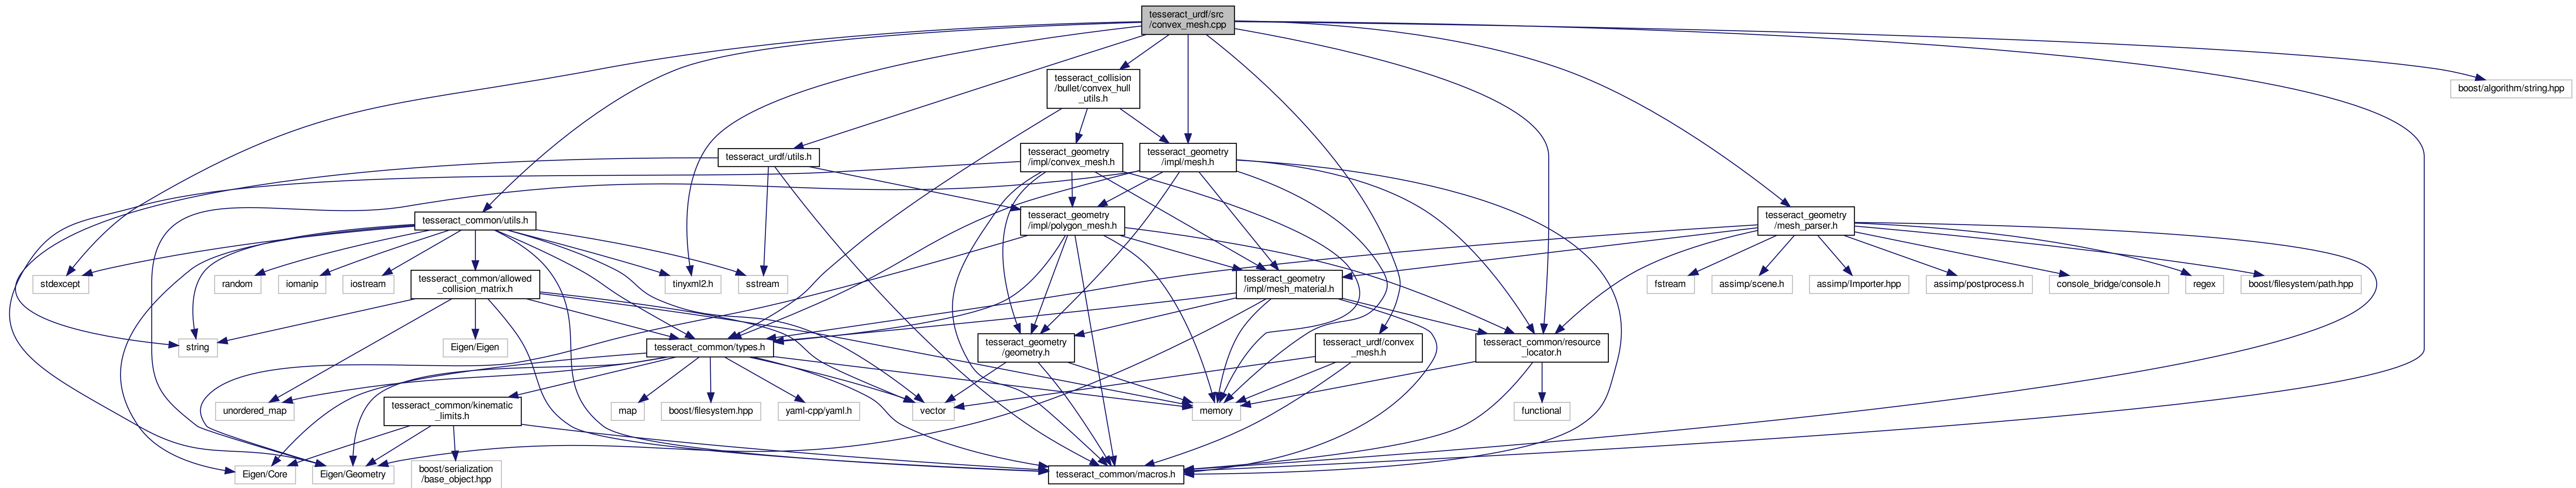 tesseract_urdf/src
/convex_mesh.cpp
tesseract_collision
/bullet/convex_hull
_utils.h
boost/algorithm/string.hpp
tesseract_urdf/utils.h
tesseract_geometry
/impl/convex_mesh.h
tesseract_geometry
/impl/mesh.h
tesseract_common/utils.h
tesseract_geometry
/impl/polygon_mesh.h
tesseract_geometry
/mesh_parser.h
stdexcept
random
iomanip
iostream
tesseract_common/allowed
_collision_matrix.h
tinyxml2.h
sstream
tesseract_geometry
/impl/mesh_material.h
fstream
assimp/scene.h
assimp/Importer.hpp
assimp/postprocess.h
console_bridge/console.h
regex
boost/filesystem/path.hpp
string
Eigen/Eigen
tesseract_common/types.h
tesseract_geometry
/geometry.h
tesseract_urdf/convex
_mesh.h
tesseract_common/resource
_locator.h
unordered_map
tesseract_common/kinematic
_limits.h
map
boost/filesystem.hpp
yaml-cpp/yaml.h
vector
memory
functional
Eigen/Core
Eigen/Geometry
boost/serialization
/base_object.hpp
tesseract_common/macros.h